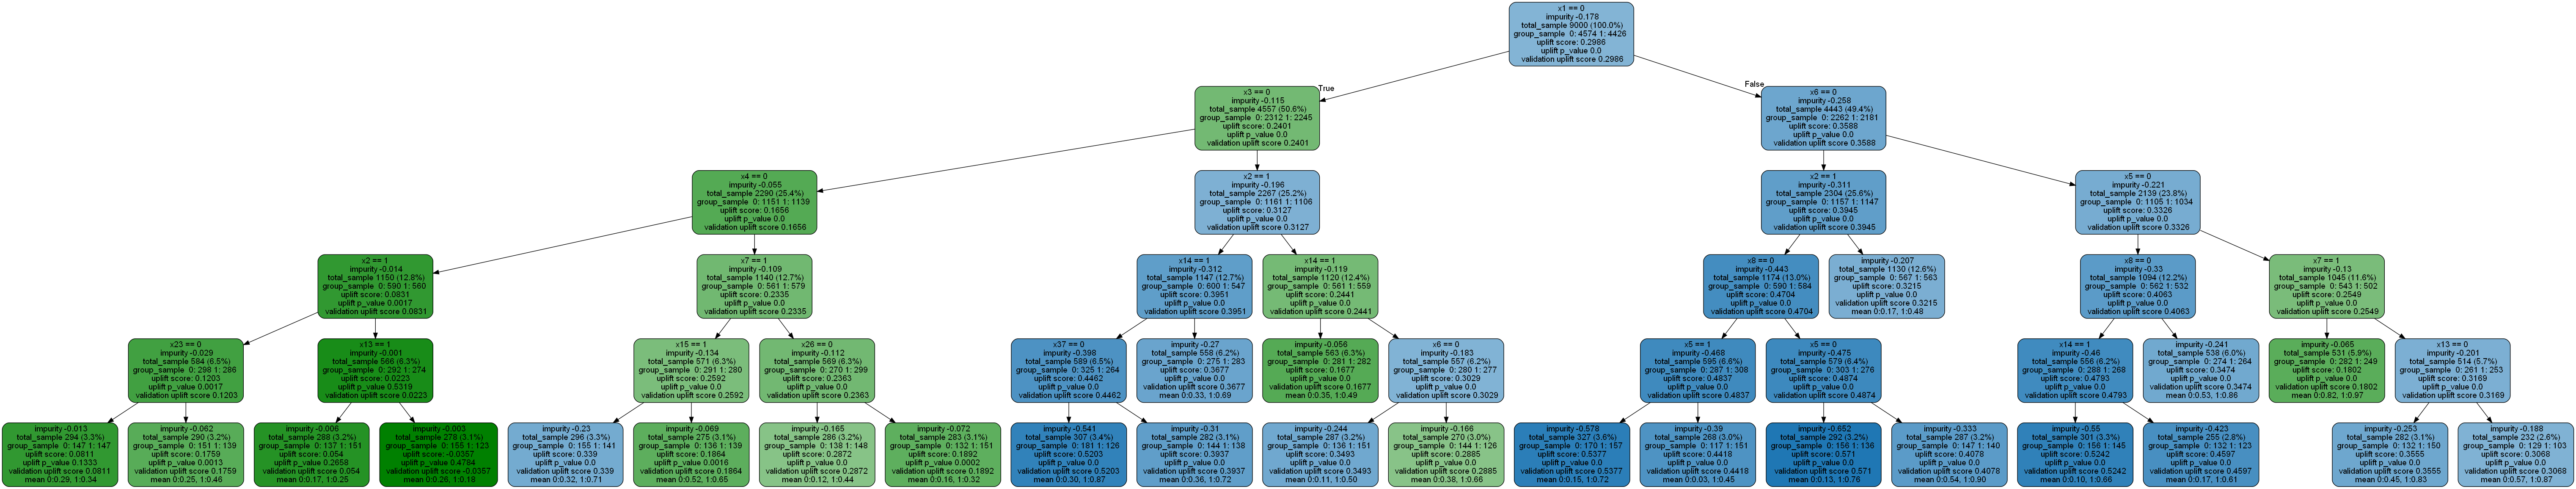 x1 == 0
impurity -0.178
total_sample 9000 (100.0%)
group_sample 0: 4574 1: 4426
uplift score: 0.2986
uplift p_value 0.0
validation uplift score 0.2986
True
False
x3 == 0
impurity -0.115
total_sample 4557 (50.6%)
group_sample 0: 2312 1: 2245
uplift score: 0.2401
uplift p_value 0.0
validation uplift score 0.2401
x6 == 0
impurity -0.258
total_sample 4443 (49.4%)
group_sample 0: 2262 1: 2181
uplift score: 0.3588
uplift p_value 0.0
validation uplift score 0.3588
x4 == 0
impurity -0.055
total_sample 2290 (25.4%)
group_sample 0: 1151 1: 1139
uplift score: 0.1656
uplift p_value 0.0
validation uplift score 0.1656
x2 == 1
impurity -0.196
total_sample 2267 (25.2%)
group_sample 0: 1161 1: 1106
uplift score: 0.3127
uplift p_value 0.0
validation uplift score 0.3127
x2 == 1
impurity -0.311
total_sample 2304 (25.6%)
group_sample 0: 1157 1: 1147
uplift score: 0.3945
uplift p_value 0.0
validation uplift score 0.3945
x5 == 0
impurity -0.221
total_sample 2139 (23.8%)
group_sample 0: 1105 1: 1034
uplift score: 0.3326
uplift p_value 0.0
validation uplift score 0.3326
x2 == 1
impurity -0.014
total_sample 1150 (12.8%)
group_sample 0: 590 1: 560
uplift score: 0.0831
uplift p_value 0.0017
validation uplift score 0.0831
x7 == 1
impurity -0.109
total_sample 1140 (12.7%)
group_sample 0: 561 1: 579
uplift score: 0.2335
uplift p_value 0.0
validation uplift score 0.2335
x14 == 1
impurity -0.312
total_sample 1147 (12.7%)
group_sample 0: 600 1: 547
uplift score: 0.3951
uplift p_value 0.0
validation uplift score 0.3951
x14 == 1
impurity -0.119
total_sample 1120 (12.4%)
group_sample 0: 561 1: 559
uplift score: 0.2441
uplift p_value 0.0
validation uplift score 0.2441
x8 == 0
impurity -0.443
total_sample 1174 (13.0%)
group_sample 0: 590 1: 584
uplift score: 0.4704
uplift p_value 0.0
validation uplift score 0.4704
impurity -0.207
total_sample 1130 (12.6%)
group_sample 0: 567 1: 563
uplift score: 0.3215
uplift p_value 0.0
validation uplift score 0.3215
mean 0:0.17, 1:0.48
x8 == 0
impurity -0.33
total_sample 1094 (12.2%)
group_sample 0: 562 1: 532
uplift score: 0.4063
uplift p_value 0.0
validation uplift score 0.4063
x7 == 1
impurity -0.13
total_sample 1045 (11.6%)
group_sample 0: 543 1: 502
uplift score: 0.2549
uplift p_value 0.0
validation uplift score 0.2549
x23 == 0
impurity -0.029
total_sample 584 (6.5%)
group_sample 0: 298 1: 286
uplift score: 0.1203
uplift p_value 0.0017
validation uplift score 0.1203
x13 == 1
impurity -0.001
total_sample 566 (6.3%)
group_sample 0: 292 1: 274
uplift score: 0.0223
uplift p_value 0.5319
validation uplift score 0.0223
x15 == 1
impurity -0.134
total_sample 571 (6.3%)
group_sample 0: 291 1: 280
uplift score: 0.2592
uplift p_value 0.0
validation uplift score 0.2592
x26 == 0
impurity -0.112
total_sample 569 (6.3%)
group_sample 0: 270 1: 299
uplift score: 0.2363
uplift p_value 0.0
validation uplift score 0.2363
x37 == 0
impurity -0.398
total_sample 589 (6.5%)
group_sample 0: 325 1: 264
uplift score: 0.4462
uplift p_value 0.0
validation uplift score 0.4462
impurity -0.27
total_sample 558 (6.2%)
group_sample 0: 275 1: 283
uplift score: 0.3677
uplift p_value 0.0
validation uplift score 0.3677
mean 0:0.33, 1:0.69
impurity -0.056
total_sample 563 (6.3%)
group_sample 0: 281 1: 282
uplift score: 0.1677
uplift p_value 0.0
validation uplift score 0.1677
mean 0:0.35, 1:0.49
x6 == 0
impurity -0.183
total_sample 557 (6.2%)
group_sample 0: 280 1: 277
uplift score: 0.3029
uplift p_value 0.0
validation uplift score 0.3029
x5 == 1
impurity -0.468
total_sample 595 (6.6%)
group_sample 0: 287 1: 308
uplift score: 0.4837
uplift p_value 0.0
validation uplift score 0.4837
x5 == 0
impurity -0.475
total_sample 579 (6.4%)
group_sample 0: 303 1: 276
uplift score: 0.4874
uplift p_value 0.0
validation uplift score 0.4874
x14 == 1
impurity -0.46
total_sample 556 (6.2%)
group_sample 0: 288 1: 268
uplift score: 0.4793
uplift p_value 0.0
validation uplift score 0.4793
impurity -0.241
total_sample 538 (6.0%)
group_sample 0: 274 1: 264
uplift score: 0.3474
uplift p_value 0.0
validation uplift score 0.3474
mean 0:0.53, 1:0.86
impurity -0.065
total_sample 531 (5.9%)
group_sample 0: 282 1: 249
uplift score: 0.1802
uplift p_value 0.0
validation uplift score 0.1802
mean 0:0.82, 1:0.97
x13 == 0
impurity -0.201
total_sample 514 (5.7%)
group_sample 0: 261 1: 253
uplift score: 0.3169
uplift p_value 0.0
validation uplift score 0.3169
impurity -0.013
total_sample 294 (3.3%)
group_sample 0: 147 1: 147
uplift score: 0.0811
uplift p_value 0.1333
validation uplift score 0.0811
mean 0:0.29, 1:0.34
impurity -0.062
total_sample 290 (3.2%)
group_sample 0: 151 1: 139
uplift score: 0.1759
uplift p_value 0.0013
validation uplift score 0.1759
mean 0:0.25, 1:0.46
impurity -0.006
total_sample 288 (3.2%)
group_sample 0: 137 1: 151
uplift score: 0.054
uplift p_value 0.2658
validation uplift score 0.054
mean 0:0.17, 1:0.25
impurity -0.003
total_sample 278 (3.1%)
group_sample 0: 155 1: 123
uplift score: -0.0357
uplift p_value 0.4784
validation uplift score -0.0357
mean 0:0.26, 1:0.18
impurity -0.23
total_sample 296 (3.3%)
group_sample 0: 155 1: 141
uplift score: 0.339
uplift p_value 0.0
validation uplift score 0.339
mean 0:0.32, 1:0.71
impurity -0.069
total_sample 275 (3.1%)
group_sample 0: 136 1: 139
uplift score: 0.1864
uplift p_value 0.0016
validation uplift score 0.1864
mean 0:0.52, 1:0.65
impurity -0.165
total_sample 286 (3.2%)
group_sample 0: 138 1: 148
uplift score: 0.2872
uplift p_value 0.0
validation uplift score 0.2872
mean 0:0.12, 1:0.44
impurity -0.072
total_sample 283 (3.1%)
group_sample 0: 132 1: 151
uplift score: 0.1892
uplift p_value 0.0002
validation uplift score 0.1892
mean 0:0.16, 1:0.32
impurity -0.541
total_sample 307 (3.4%)
group_sample 0: 181 1: 126
uplift score: 0.5203
uplift p_value 0.0
validation uplift score 0.5203
mean 0:0.30, 1:0.87
impurity -0.31
total_sample 282 (3.1%)
group_sample 0: 144 1: 138
uplift score: 0.3937
uplift p_value 0.0
validation uplift score 0.3937
mean 0:0.36, 1:0.72
impurity -0.244
total_sample 287 (3.2%)
group_sample 0: 136 1: 151
uplift score: 0.3493
uplift p_value 0.0
validation uplift score 0.3493
mean 0:0.11, 1:0.50
impurity -0.166
total_sample 270 (3.0%)
group_sample 0: 144 1: 126
uplift score: 0.2885
uplift p_value 0.0
validation uplift score 0.2885
mean 0:0.38, 1:0.66
impurity -0.578
total_sample 327 (3.6%)
group_sample 0: 170 1: 157
uplift score: 0.5377
uplift p_value 0.0
validation uplift score 0.5377
mean 0:0.15, 1:0.72
impurity -0.39
total_sample 268 (3.0%)
group_sample 0: 117 1: 151
uplift score: 0.4418
uplift p_value 0.0
validation uplift score 0.4418
mean 0:0.03, 1:0.45
impurity -0.652
total_sample 292 (3.2%)
group_sample 0: 156 1: 136
uplift score: 0.571
uplift p_value 0.0
validation uplift score 0.571
mean 0:0.13, 1:0.76
impurity -0.333
total_sample 287 (3.2%)
group_sample 0: 147 1: 140
uplift score: 0.4078
uplift p_value 0.0
validation uplift score 0.4078
mean 0:0.54, 1:0.90
impurity -0.55
total_sample 301 (3.3%)
group_sample 0: 156 1: 145
uplift score: 0.5242
uplift p_value 0.0
validation uplift score 0.5242
mean 0:0.10, 1:0.66
impurity -0.423
total_sample 255 (2.8%)
group_sample 0: 132 1: 123
uplift score: 0.4597
uplift p_value 0.0
validation uplift score 0.4597
mean 0:0.17, 1:0.61
impurity -0.253
total_sample 282 (3.1%)
group_sample 0: 132 1: 150
uplift score: 0.3555
uplift p_value 0.0
validation uplift score 0.3555
mean 0:0.45, 1:0.83
impurity -0.188
total_sample 232 (2.6%)
group_sample 0: 129 1: 103
uplift score: 0.3068
uplift p_value 0.0
validation uplift score 0.3068
mean 0:0.57, 1:0.87